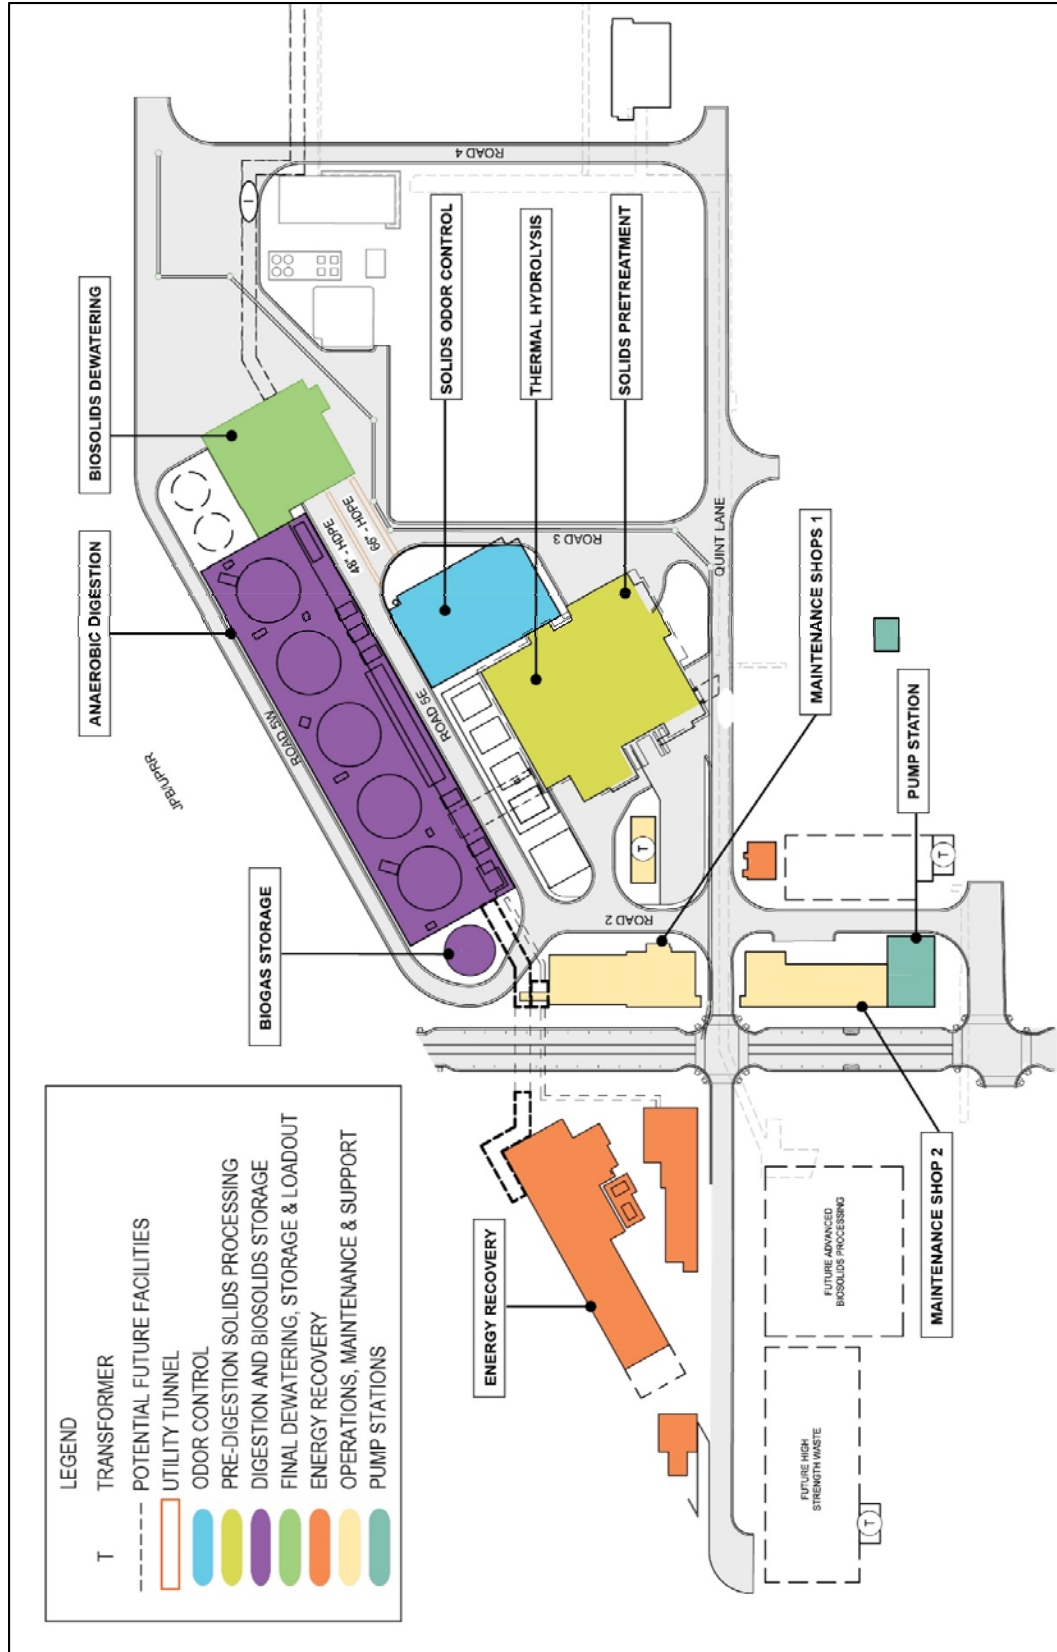 LEGEND
T TRANSFORMER
POTENTIAL FUTURE FACILITIES
UTILITY TUNNEL
ODOR CONTROL
PRE-DIGESTION SOLIDS PROCESSING
DIGESTION AND BIOSOLIDS STORAGE
FINAL DEWATERING, STORAGE & LOADOUT
ENERGY RECOVERY
OPERATIONS, MAINTENANCE & SUPPORT
PUMP STATIONS
BIOGAS STORAGE
ANAEROBIC DIGESTION
BIOSOLIDS DEWATERING
JPB/UPRR
ROAD 5W
ROAD 5E
48" - HDPE
66" - HDPE
I
ROAD 4
SOLIDS ODOR CONTROL
THERMAL HYDROLYSIS
SOLIDS PRETREATMENT
ROAD 3
QUINT LANE
ROAD 2
T
MAINTENANCE SHOPS 1
PUMP STATION
T
MAINTENANCE SHOP 2
ENERGY RECOVERY
FUTURE ADVANCED
BIOSOLIDS PROCESSING
FUTURE HIGH
STRENGTH WASTE
T